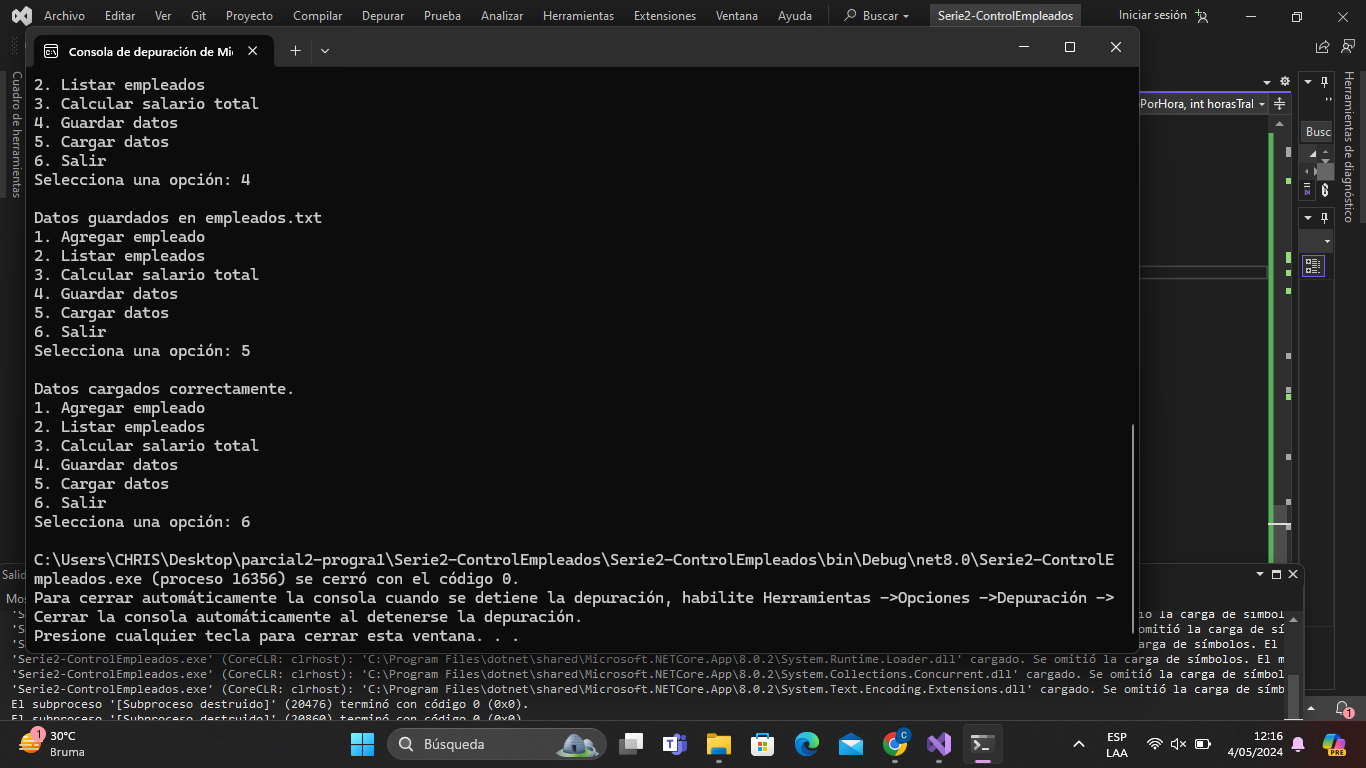 Archivo Editar Ver Git Proyecto Compilar Depurar Prueba Analizar Herramientas Extensiones Ventana Ayuda Buscar Serie2-ControlEmpleados Iniciar sesión
Consola de depuración de Mi
Cuadro de herramientas
PorHora, int horasTral
Busc
Herramientas de diagnóstico
2. Listar empleados
3. Calcular salario total
4. Guardar datos
5. Cargar datos
6. Salir
Selecciona una opción: 4
Datos guardados en empleados.txt
1. Agregar empleado
2. Listar empleados
3. Calcular salario total
4. Guardar datos
5. Cargar datos
6. Salir
Selecciona una opción: 5
Datos cargados correctamente.
1. Agregar empleado
2. Listar empleados
3. Calcular salario total
4. Guardar datos
5. Cargar datos
6. Salir
Selecciona una opción: 6
C:\Users\CHRIS\Desktop\parcial2-progra1\Serie2-ControlEmpleados\Serie2-ControlEmpleados\bin\Debug\net8.0\Serie2-ControlE
mpleados.exe (proceso 16356) se cerró con el código 0.
Para cerrar automáticamente la consola cuando se detiene la depuración, habilite Herramientas ->Opciones ->Depuración ->
Cerrar la consola automáticamente al detenerse la depuración.
Presione cualquier tecla para cerrar esta ventana. . .
Salid
Mos
ió la carga de símbol
omitió la carga de sí
arga de símbolos. El
'Serie2-ControlEmpleados.exe' (CoreCLR: clrhost): 'C:\Program Files\dotnet\shared\Microsoft.NETCore.App\8.0.2\System.Runtime.Loader.dll' cargado. Se omitió la carga de símbolos. El m
'Serie2-ControlEmpleados.exe' (CoreCLR: clrhost): 'C:\Program Files\dotnet\shared\Microsoft.NETCore.App\8.0.2\System.Collections.Concurrent.dll' cargado. Se omitió la carga de símbol
'Serie2-ControlEmpleados.exe' (CoreCLR: clrhost): 'C:\Program Files\dotnet\shared\Microsoft.NETCore.App\8.0.2\System.Text.Encoding.Extensions.dll' cargado. Se omitió la carga de símb
El subproceso '[Subproceso destruido]' (20476) terminó con código 0 (0x0).
El subproceso '[Subproceso destruido]' (20860) terminó con código 0 (0x0)
1
1
30°C
Bruma
Búsqueda
C
ESP
LAA
12:16
4/05/2024
PRE